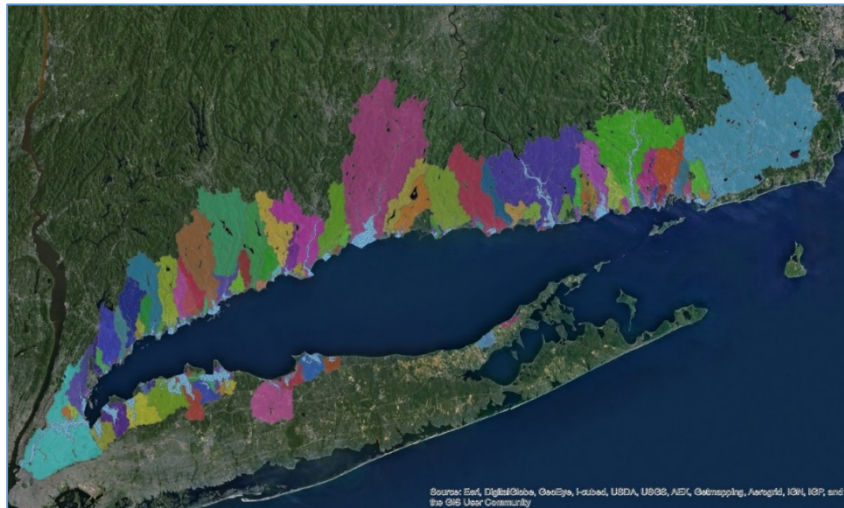 Source: Esri, DigitalGlobe, GeoEye, i-cubed, USDA, USGS, AEX, Getmapping, Aerogrid, IGN, IGP, and
the GIS User Community